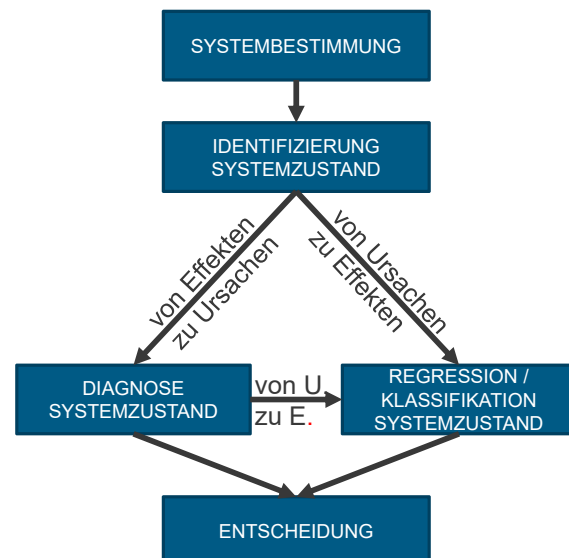 SYSTEMBESTIMMUNG
IDENTIFIZIERUNG
SYSTEMZUSTAND
von Effekten
zu Ursachen
von Ursachen
zu Effekten
DIAGNOSE
SYSTEMZUSTAND
von U.
zu E.
REGRESSION /
KLASSIFIKATION
SYSTEMZUSTAND
ENTSCHEIDUNG